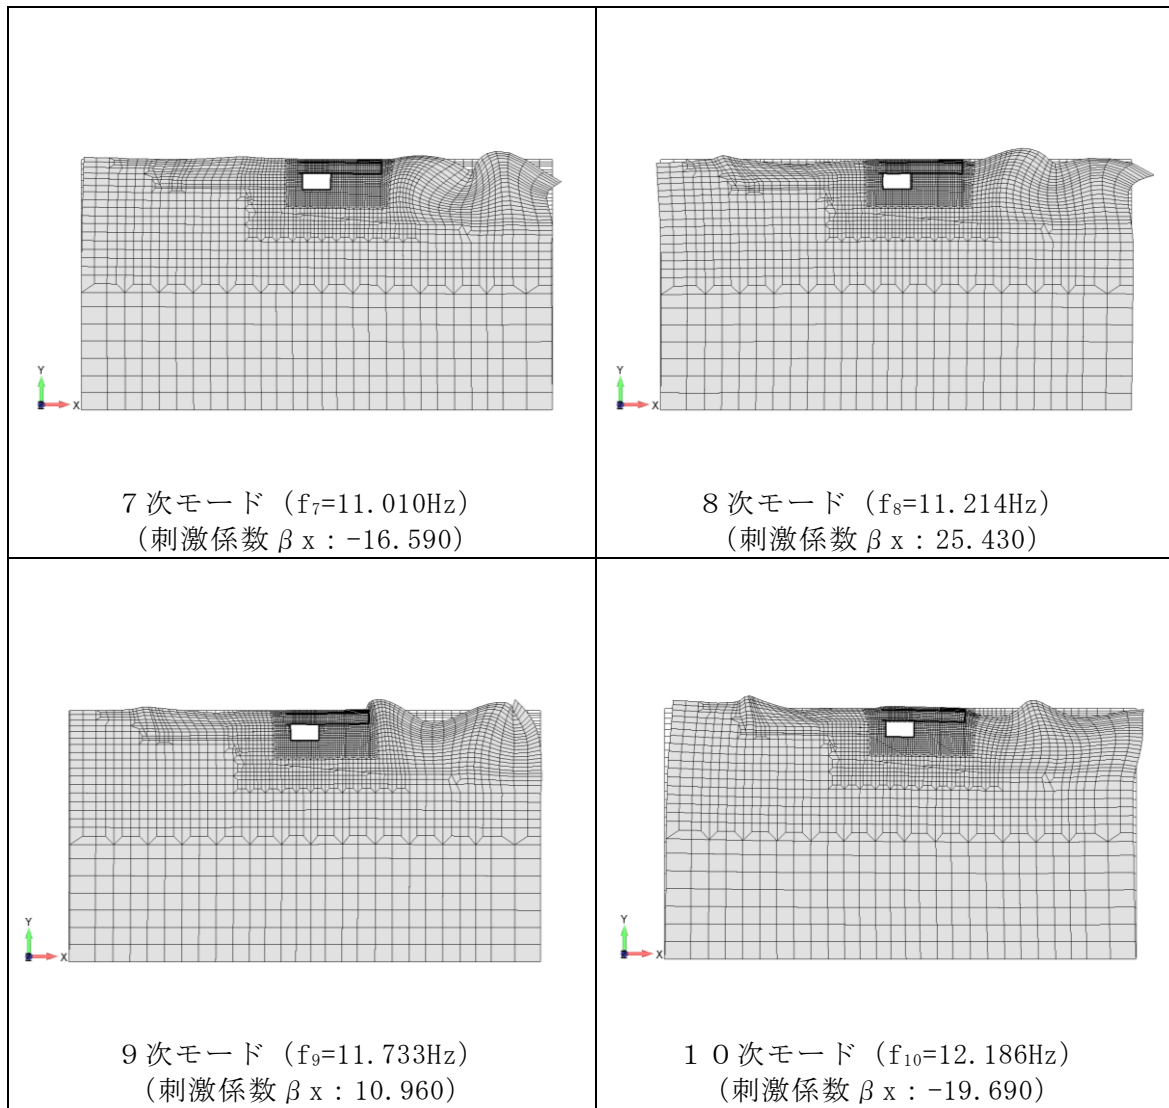 Y
X
7次モード (f₇=11.010Hz)
(刺激係数βx:-16.590)
Y
X
8次モード (f₈=11.214Hz)
(刺激係数βx:25.430)
Y
X
9次モード (f₉=11.733Hz)
(刺激係数βx:10.960)
Y
X
10次モード (f₁₀=12.186Hz)
(刺激係数βx:-19.690)